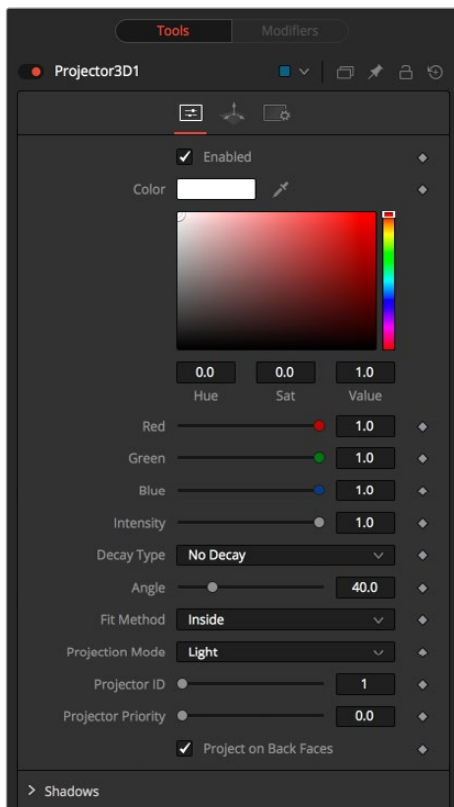 Tools Modifiers
Projector3D1
Enabled
Color
0.0 0.0 1.0
Hue Sat Value
Red 1.0
Green 1.0
Blue 1.0
Intensity 1.0
Decay Type No Decay
Angle 40.0
Fit Method Inside
Projection Mode Light
Projector ID 1
Projector Priority 0.0
Project on Back Faces
Shadows